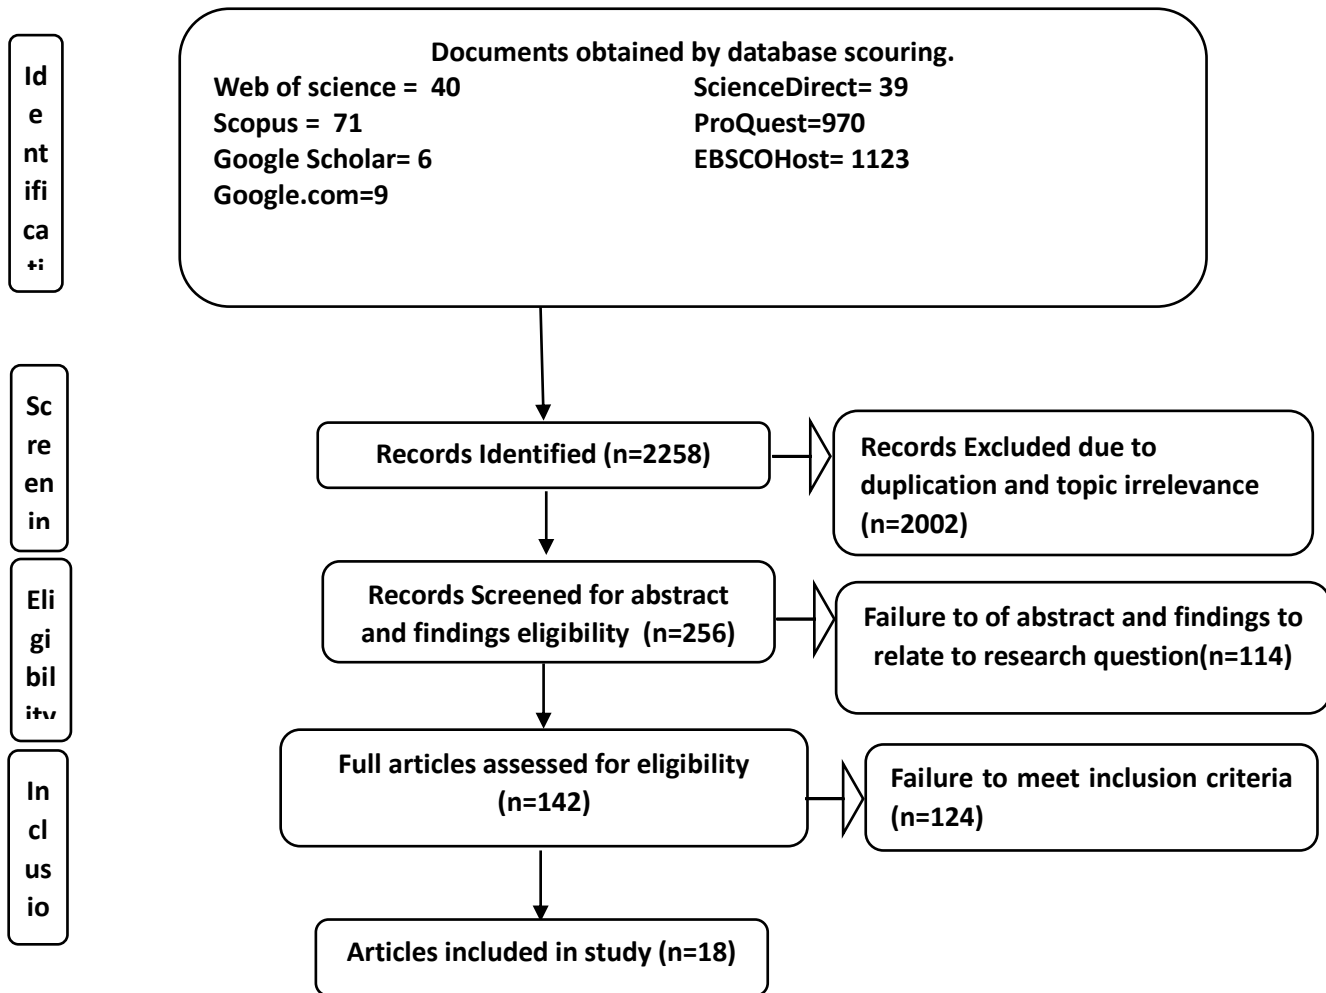 Id
e
nt
ifi
ca
ti
Documents obtained by database scouring.
Web of science = 40
Scopus = 71
Google Scholar= 6
Google.com=9
ScienceDirect= 39
ProQuest=970
EBSCOHost= 1123
Sc
re
en
in
Records Identified (n=2258)
Records Excluded due to
duplication and topic irrelevance
(n=2002)
Eli
gi
bil
ity
Records Screened for abstract
and findings eligibility (n=256)
Failure to of abstract and findings to
relate to research question(n=114)
In
cl
us
io
Full articles assessed for eligibility
(n=142)
Failure to meet inclusion criteria
(n=124)
Articles included in study (n=18)